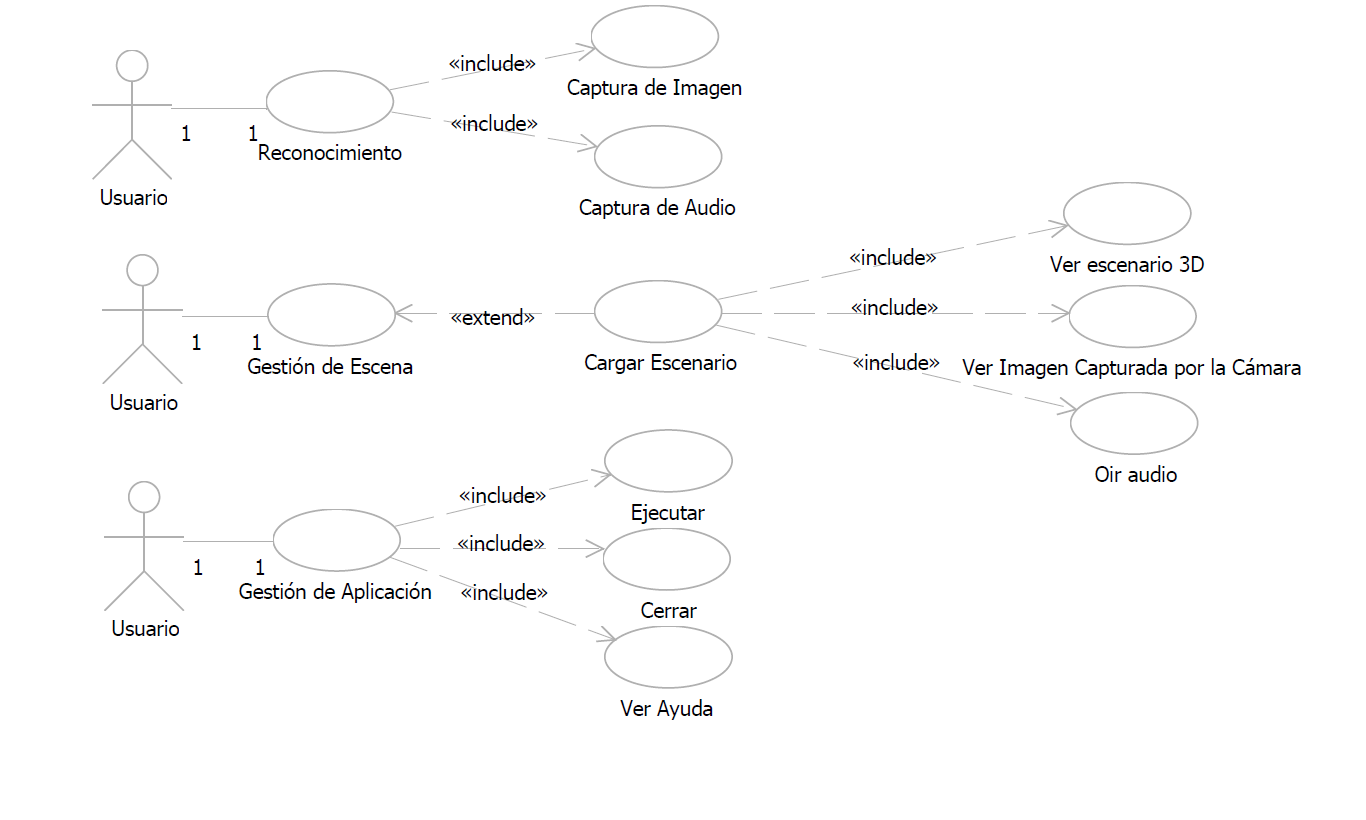 «include»
Captura de Imagen
«include»
1
1
Reconocimiento
Usuario
Captura de Audio
«include»
Ver escenario 3D
«include»
«extend»
1
1
Gestión de Escena
Cargar Escenario
«include»
Ver Imagen Capturada por la Cámara
Usuario
Oir audio
«include»
Ejecutar
«include»
1
1
Gestión de Aplicación
«include»
Cerrar
Usuario
Ver Ayuda